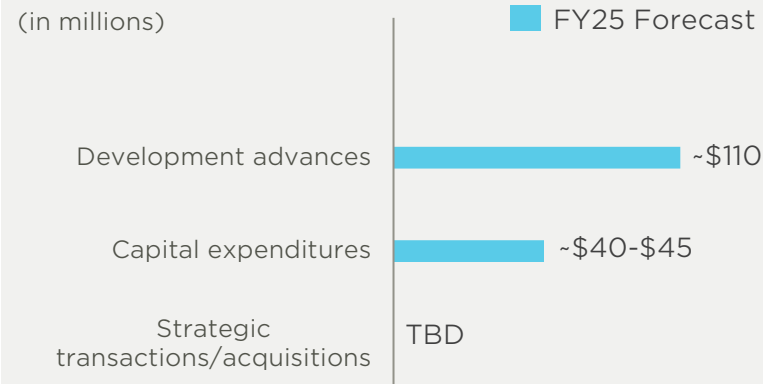 (in millions)
FY25 Forecast
Development advances
~$110
Capital expenditures
~$40-$45
Strategic
transactions/acquisitions
TBD